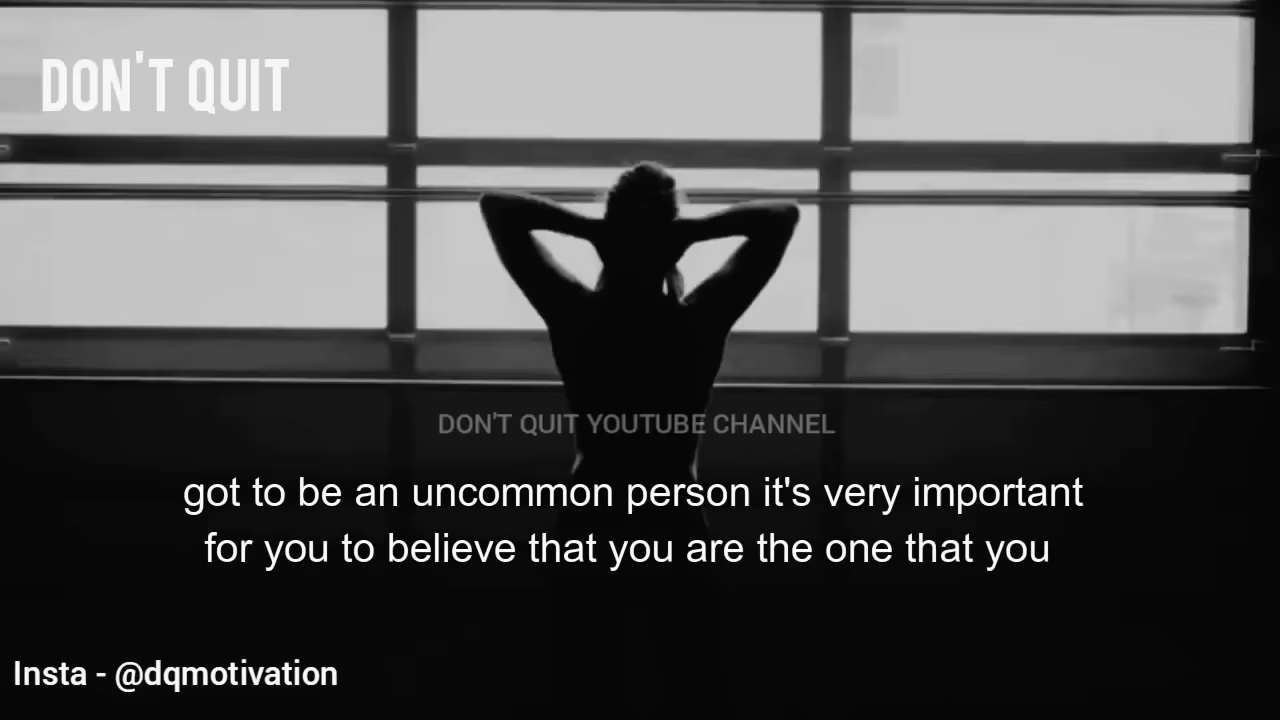 DON'T QUIT
DON'T QUIT YOUTUBE CHANNEL
got to be an uncommon person it's very important
for you to believe that you are the one that you
Insta - @dqmotivation